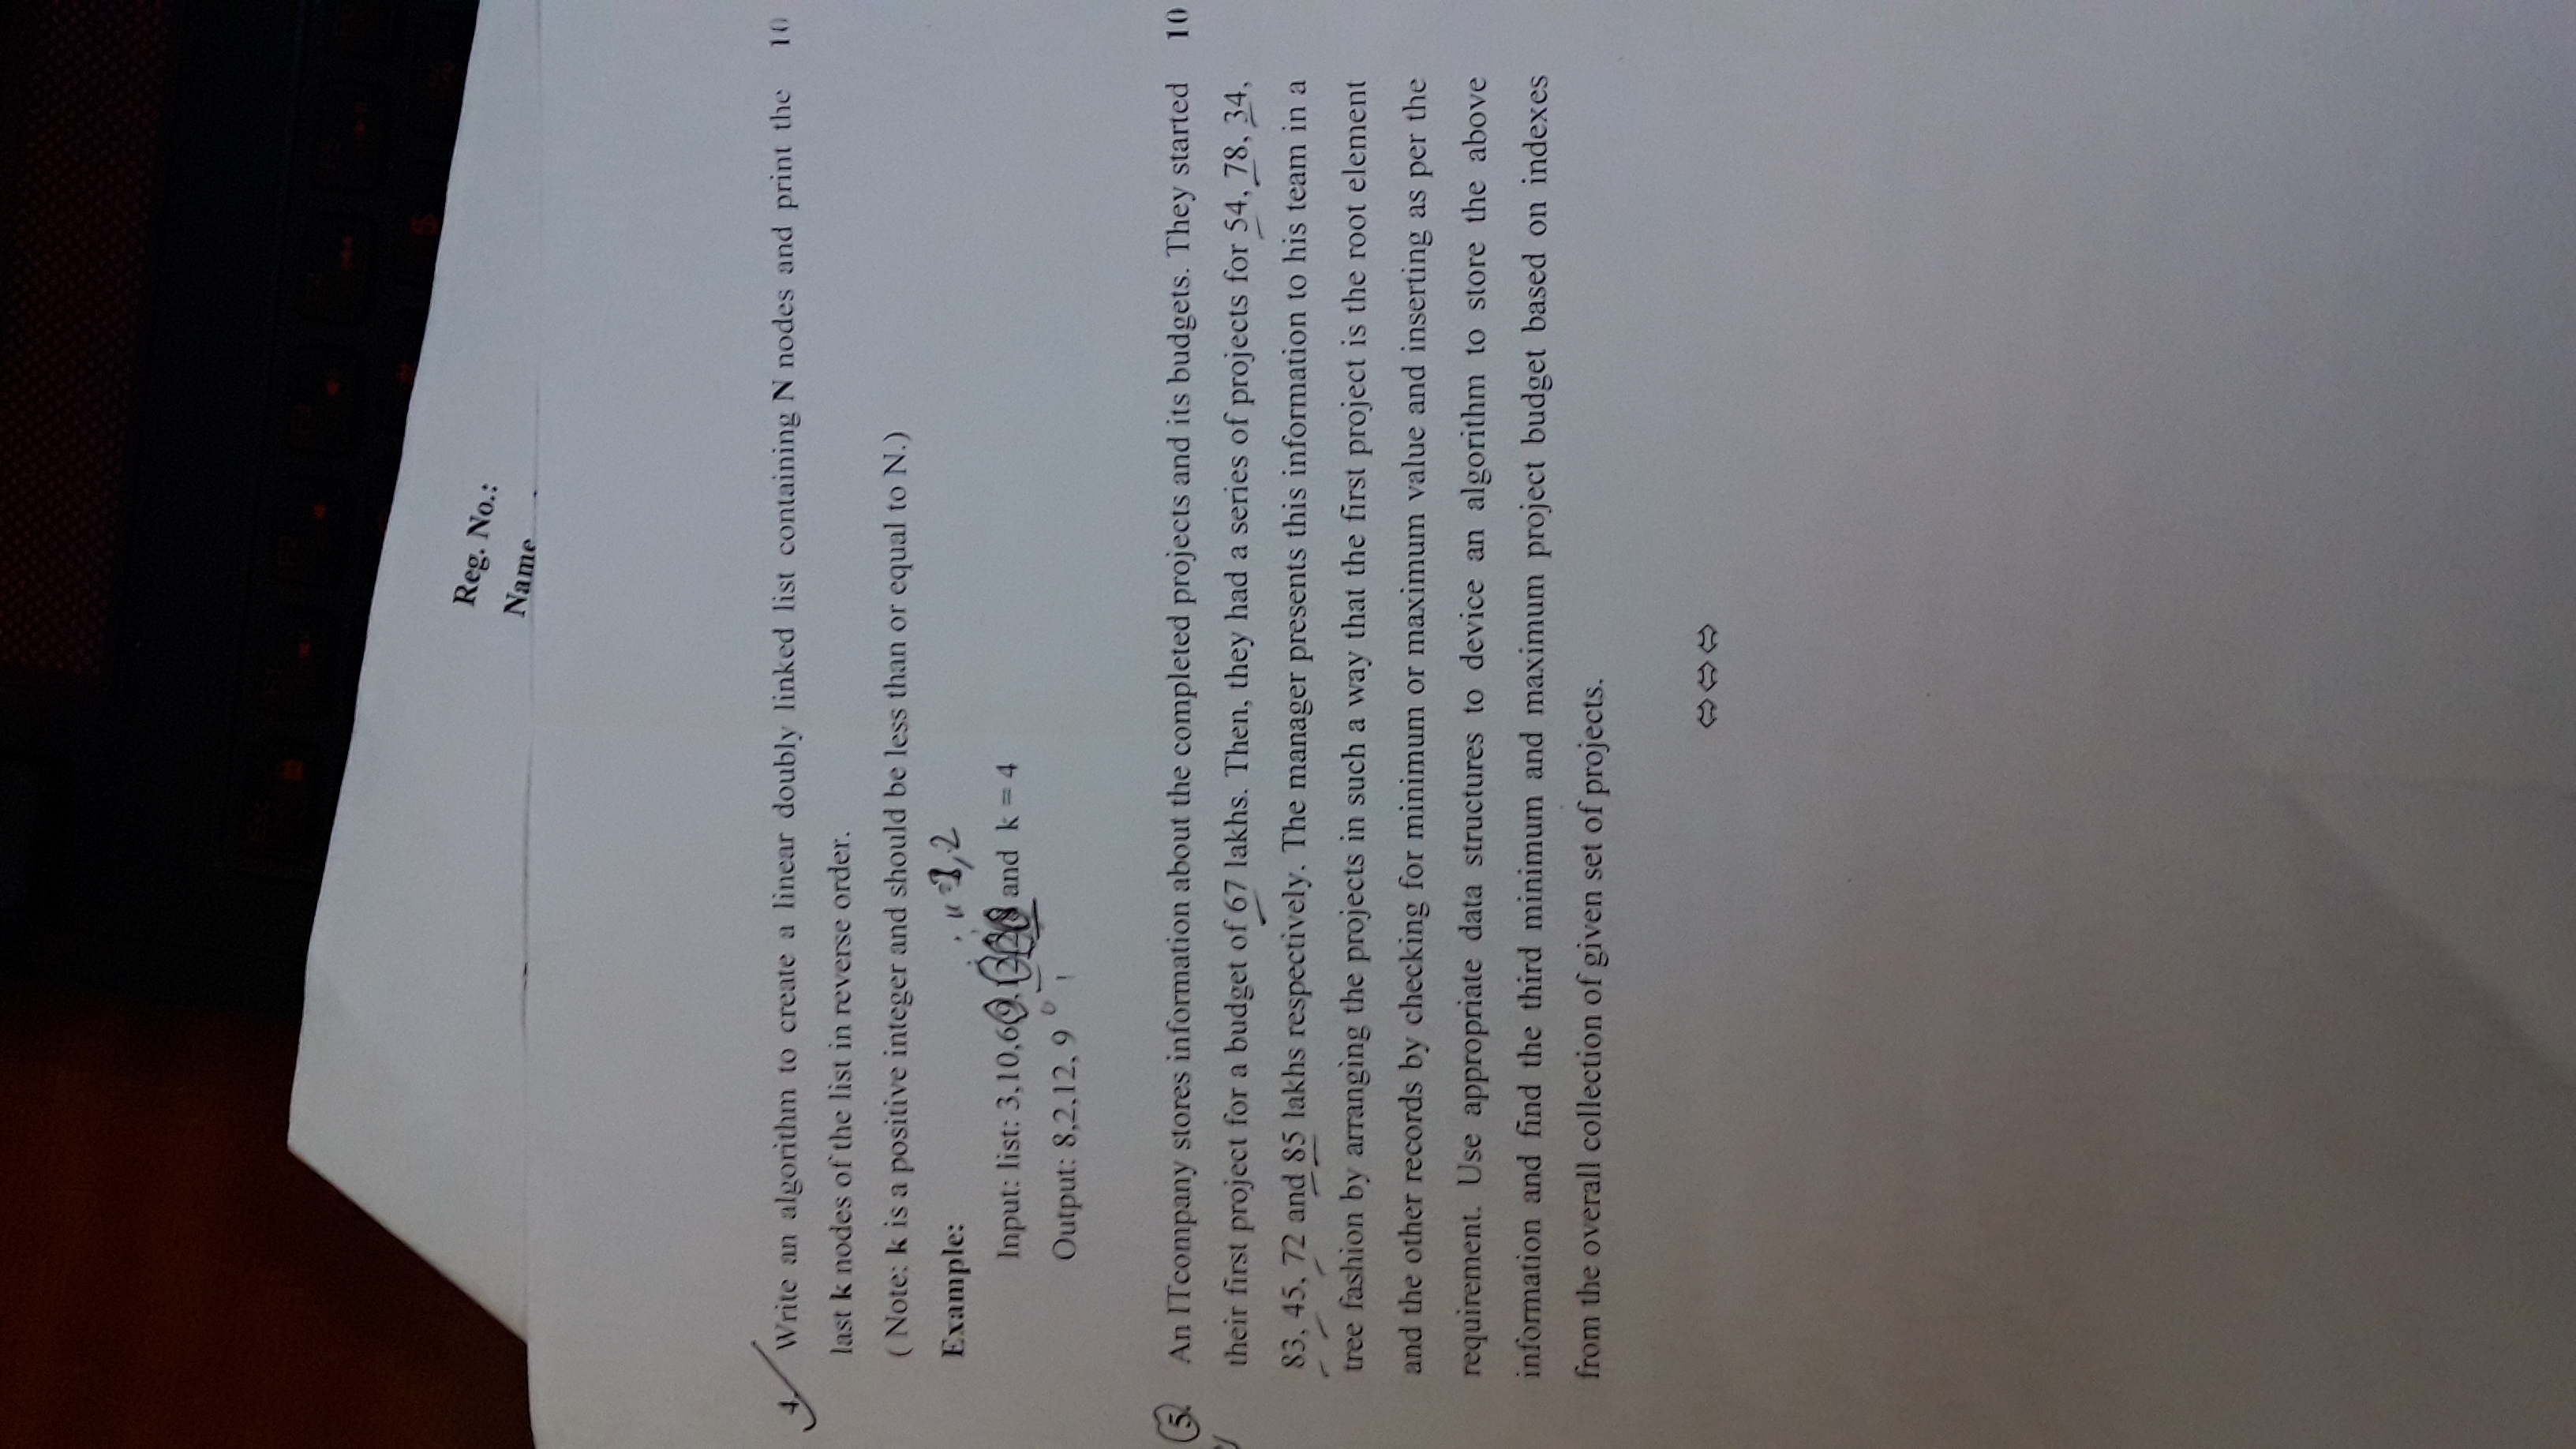 Reg. No.:
Name
4. Write an algorithm to create a linear doubly linked list containing N nodes and print the 10
last k nodes of the list in reverse order.
( Note: k is a positive integer and should be less than or equal to N.)
Example:
Input: list: 3,10,6,9,12,2,8 and k = 4
Output: 8,2,12, 9
5. An ITcompany stores information about the completed projects and its budgets. They started 10
their first project for a budget of 67 lakhs. Then, they had a series of projects for 54, 78, 34,
83, 45, 72 and 85 lakhs respectively. The manager presents this information to his team in a
tree fashion by arranging the projects in such a way that the first project is the root element
and the other records by checking for minimum or maximum value and inserting as per the
requirement. Use appropriate data structures to device an algorithm to store the above
information and find the third minimum and maximum project budget based on indexes
from the overall collection of given set of projects.